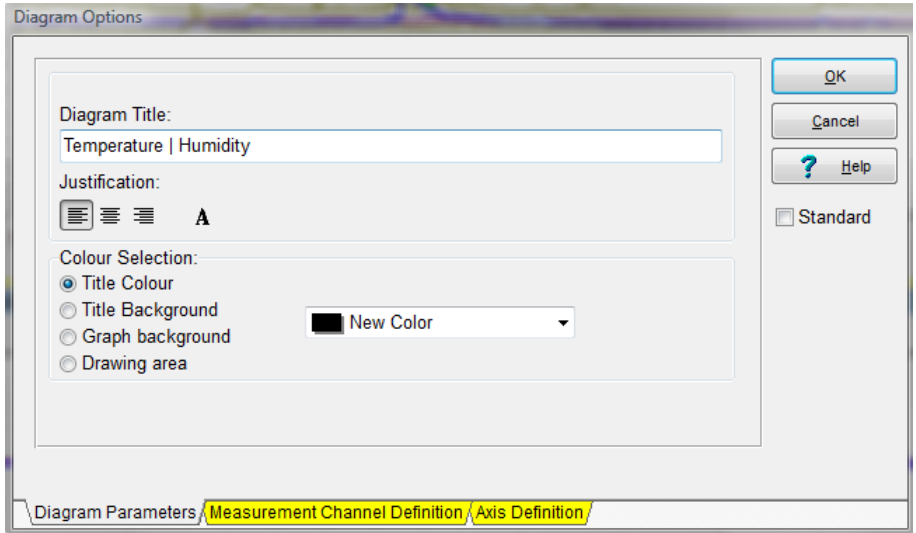 Diagram Options
Diagram Title:
Temperature | Humidity
Justification:
A
Colour Selection:
Title Colour
Title Background
Graph background
Drawing area
New Color
OK
Cancel
? Help
Standard
Diagram Parameters
Measurement Channel Definition
Axis Definition